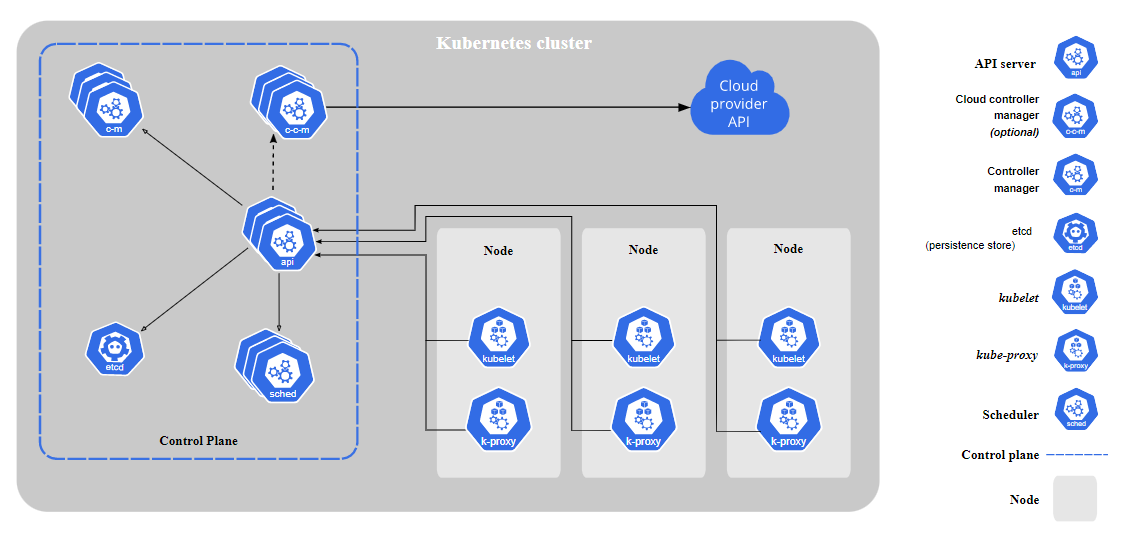 Kubernetes cluster
c-m
c-c-m
Cloud
provider
API
api
etcd
sched
Control Plane
Node
kubelet
k-proxy
Node
kubelet
k-proxy
Node
kubelet
k-proxy
API server
api
Cloud controller
manager
(optional)
c-c-m
Controller
manager
c-m
etcd
(persistence store)
etcd
kubelet
kubelet
kube-proxy
k-proxy
Scheduler
sched
Control plane
Node